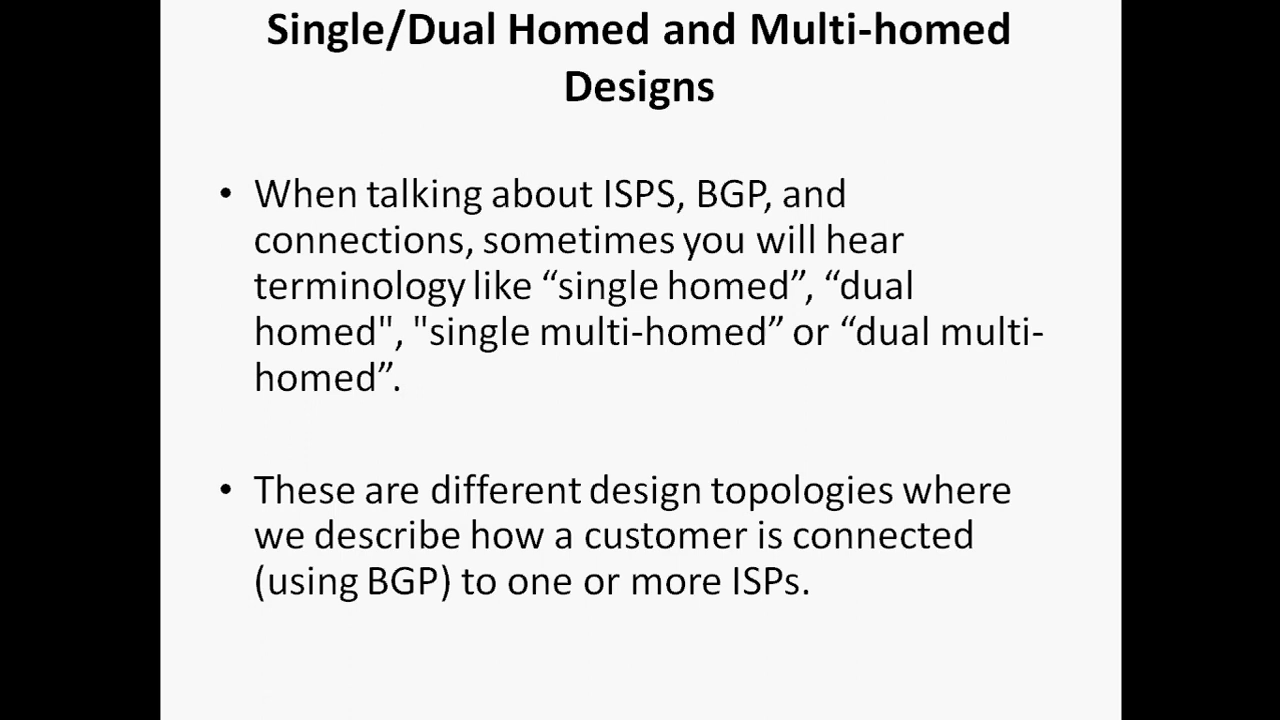 Single/Dual Homed and Multi-homed
Designs
• When talking about ISPS, BGP, and
connections, sometimes you will hear
terminology like “single homed”, “dual
homed", "single multi-homed” or “dual multi-
homed”.
• These are different design topologies where
we describe how a customer is connected
(using BGP) to one or more ISPs.